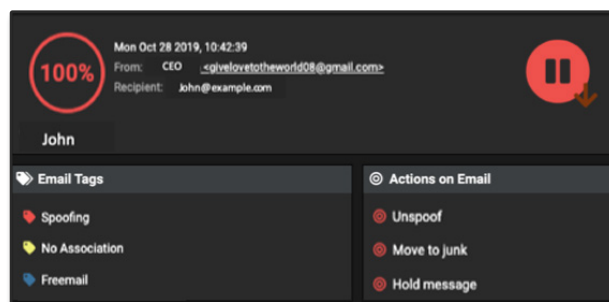 Mon Oct 28 2019, 10:42:39
100%
From: CEO <givelovetotheworld08@gmail.com>
Recipient: John@example.com
John
Email Tags
Spoofing
No Association
Freemail
Actions on Email
Unspoof
Move to junk
Hold message